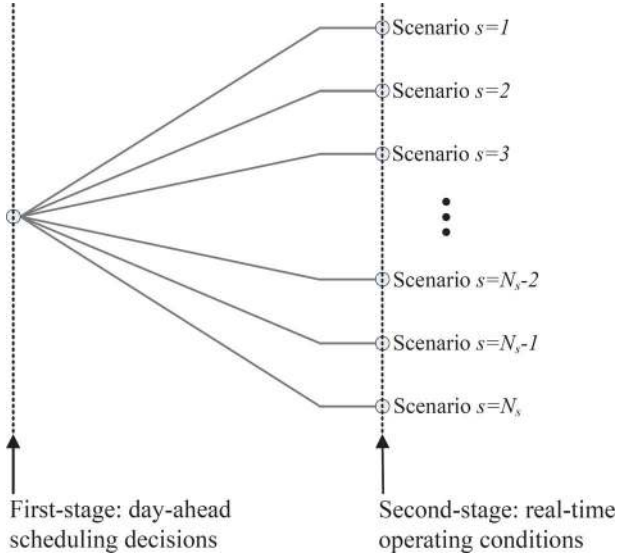 Scenario s=1
Scenario s=2
Scenario s=3
Scenario s=Nₛ-2
Scenario s=Nₛ-1
Scenario s=Nₛ
First-stage: day-ahead
scheduling decisions
Second-stage: real-time
operating conditions